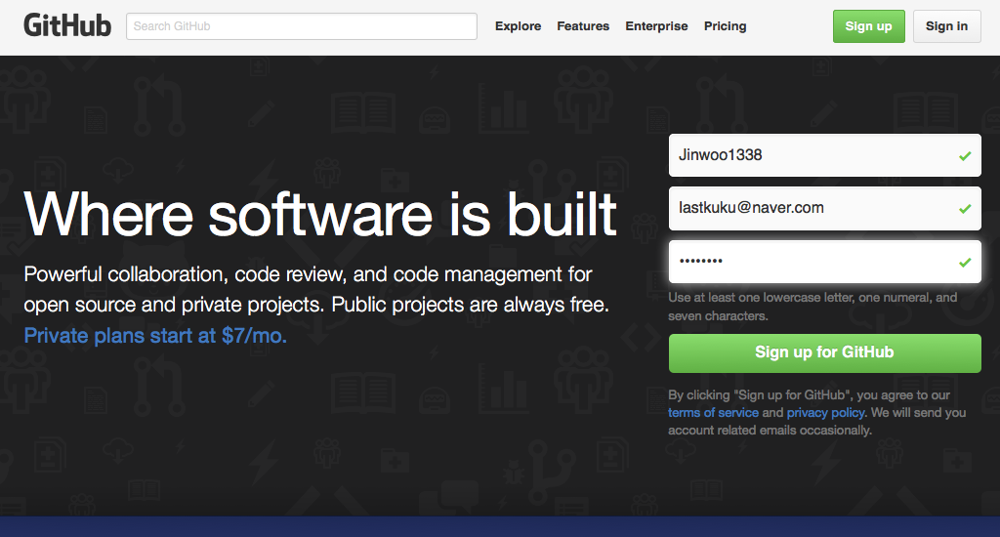 GitHub
Search GitHub
Explore Features Enterprise Pricing
Sign up
Sign in
Jinwoo1338
lastkuku@naver.com
••••••••
Where software is built
Powerful collaboration, code review, and code management for
open source and private projects. Public projects are always free.
Private plans start at $7/mo.
Use at least one lowercase letter, one numeral, and
seven characters.
Sign up for GitHub
By clicking "Sign up for GitHub", you agree to our
terms of service and privacy policy. We will send you
account related emails occasionally.